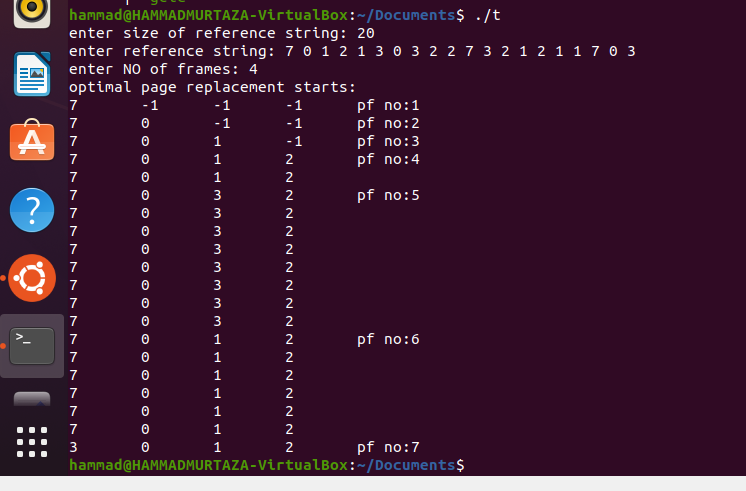 hammad@HAMMADMURTAZA-VirtualBox:~/Documents$ ./t
enter size of reference string: 20
enter reference string: 7 0 1 2 1 3 0 3 2 2 7 3 2 1 2 1 1 7 0 3
enter NO of frames: 4
optimal page replacement starts:
7 -1 -1 -1 pf no:1
7 0 -1 -1 pf no:2
7 0 1 -1 pf no:3
7 0 1 2 pf no:4
7 0 1 2
7 0 3 2 pf no:5
7 0 3 2
7 0 3 2
7 0 3 2
7 0 3 2
7 0 3 2
7 0 3 2
7 0 3 2
7 0 1 2 pf no:6
7 0 1 2
7 0 1 2
7 0 1 2
7 0 1 2
7 0 1 2
3 0 1 2 pf no:7
hammad@HAMMADMURTAZA-VirtualBox:~/Documents$